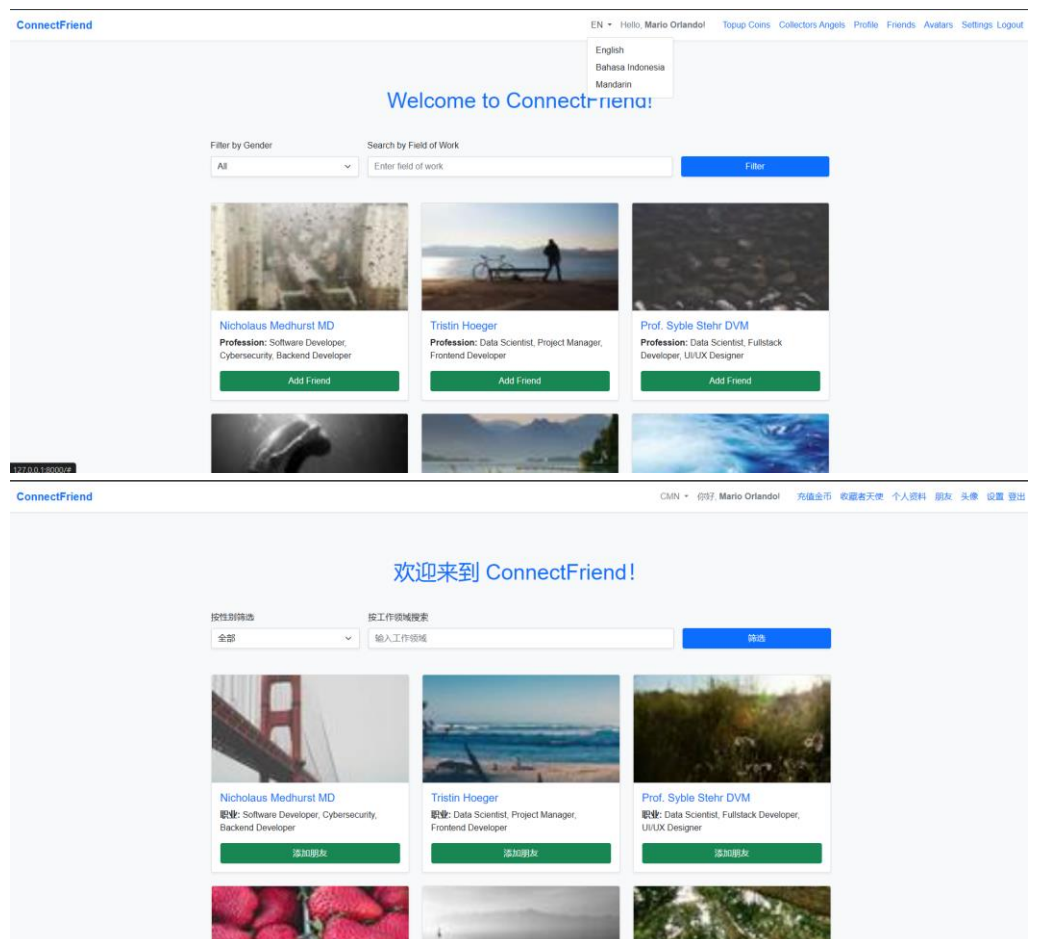 ConnectFriend
EN
Hello, Mario Orlando!
Topup Coins Collectors Angels Profile Friends Avatars Settings Logout
English
Bahasa Indonesia
Mandarin
Welcome to ConnectFriend!
Filter by Gender
Search by Field of Work
All
Enter field of work
Filter
Nicholaus Medhurst MD
Profession: Software Developer,
Cybersecurity, Backend Developer
Add Friend
Tristin Hoeger
Profession: Data Scientist, Project Manager,
Frontend Developer
Add Friend
Prof. Syble Stehr DVM
Profession: Data Scientist, Fullstack
Developer, UI/UX Designer
Add Friend
127.0.0.1:8000/#
ConnectFriend
CMN
你好, Mario Orlando!
充值金币 收藏者天使 个人资料 朋友 头像 设置 登出
欢迎来到 ConnectFriend!
按性别筛选
按工作领域搜索
全部
输入工作领域
筛选
Nicholaus Medhurst MD
职业: Software Developer, Cybersecurity,
Backend Developer
添加朋友
Tristin Hoeger
职业: Data Scientist, Project Manager,
Frontend Developer
添加朋友
Prof. Syble Stehr DVM
职业: Data Scientist, Fullstack Developer,
UI/UX Designer
添加朋友